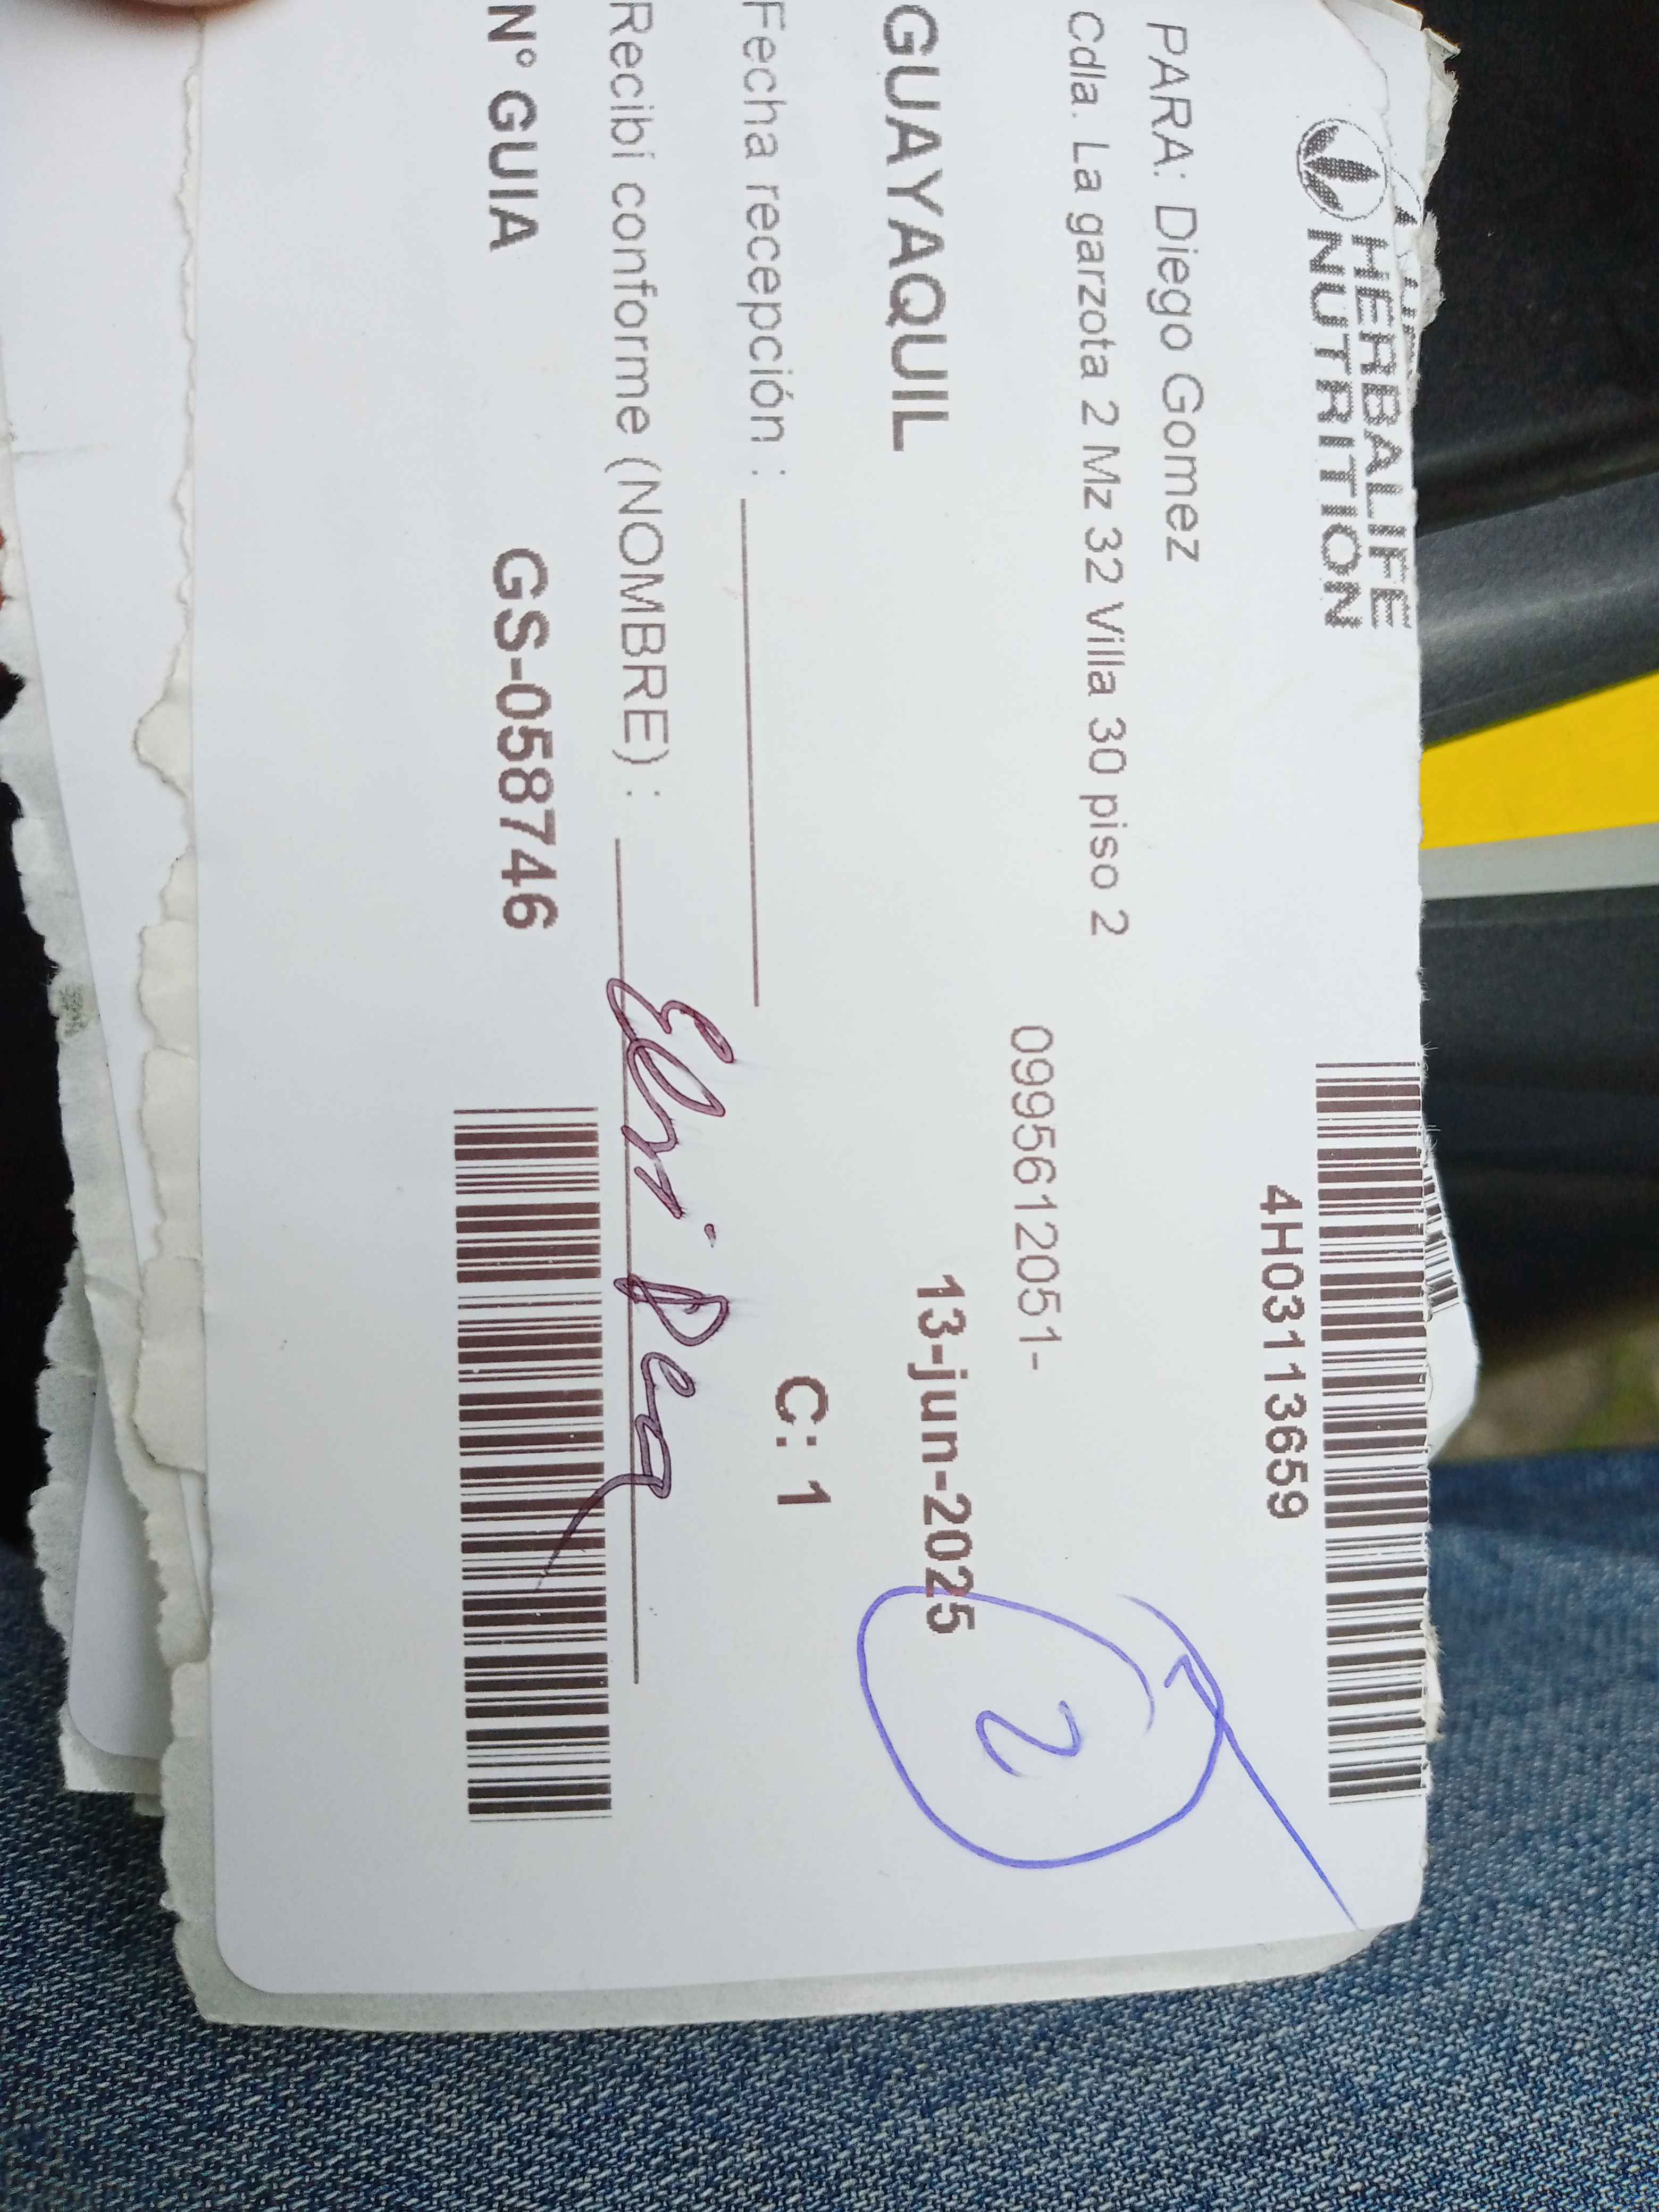 HERBALIFE
NUTRITION
4H03113659
PARA: Diego Gomez
Cdla. La garzota 2 Mz 32 Villa 30 piso 2
0995612051-
GUAYAQUIL
13-jun-2025
2
Fecha recepción :
C: 1
Recibí conforme (NOMBRE) :
N° GUIA
GS-058746